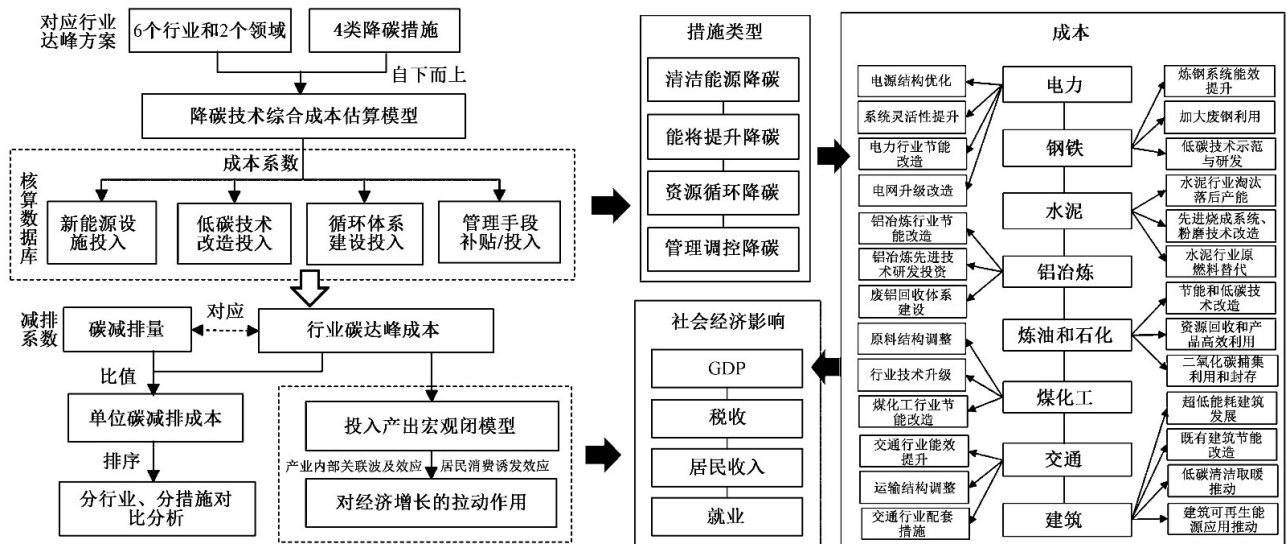 对应行业
达峰方案
6个行业和2个领域
4类降碳措施
自下而上
降碳技术综合成本估算模型
核算数据库
成本系数
新能源设
施投入
低碳技术
改造投入
循环体系
建设投入
管理手段
补贴/投入
减排
系数
碳减排量
对应
行业碳达峰成本
比值
单位碳减排成本
排序
分行业、分措施对
比分析
投入产出宏观闭模型
产业内部关联波及效应
居民消费诱发效应
对经济增长的拉动作用
措施类型
清洁能源降碳
能将提升降碳
资源循环降碳
管理调控降碳
社会经济影响
GDP
税收
居民收入
就业
成本
电源结构优化
系统灵活性提升
电力行业节能
改造
电网升级改造
铝冶炼行业节
能改造
铝冶炼先进技
术研发投资
废铝回收体系
建设
原料结构调整
行业技术升级
煤化工行业节
能改造
交通行业能效
提升
运输结构调整
交通行业配套
措施
电力
钢铁
水泥
铝冶炼
炼油和石化
煤化工
交通
建筑
炼钢系统能效
提升
加大废钢利用
低碳技术示范
与研发
水泥行业淘汰
落后产能
先进烧成系统、
粉磨技术改造
水泥行业原
燃料替代
节能和低碳技
术改造
资源回收和产
品高效利用
二氧化碳捕集
利用和封存
超低能耗建筑
发展
既有建筑节能
改造
低碳清洁取暖
推动
建筑可再生能
源应用推动